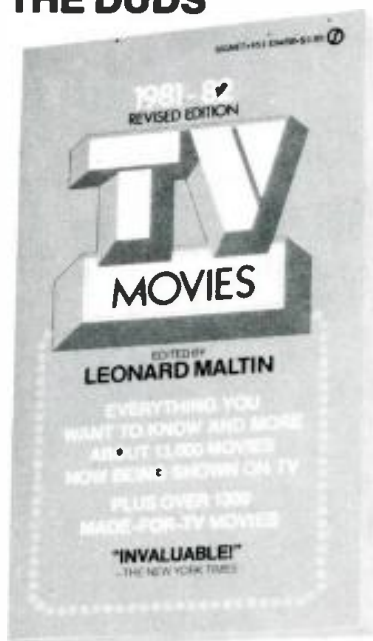 THE DUDS
SIGNET•451
1981-82
REVISED EDITION
TV
MOVIES
EDITED BY
LEONARD MALTIN
EVERYTHING YOU
WANT TO KNOW AND MORE
ABOUT 13,000 MOVIES
NOW BEING SHOWN ON TV
PLUS OVER 1300
MADE-FOR-TV MOVIES
"INVALUABLE!"
-THE NEW YORK TIMES